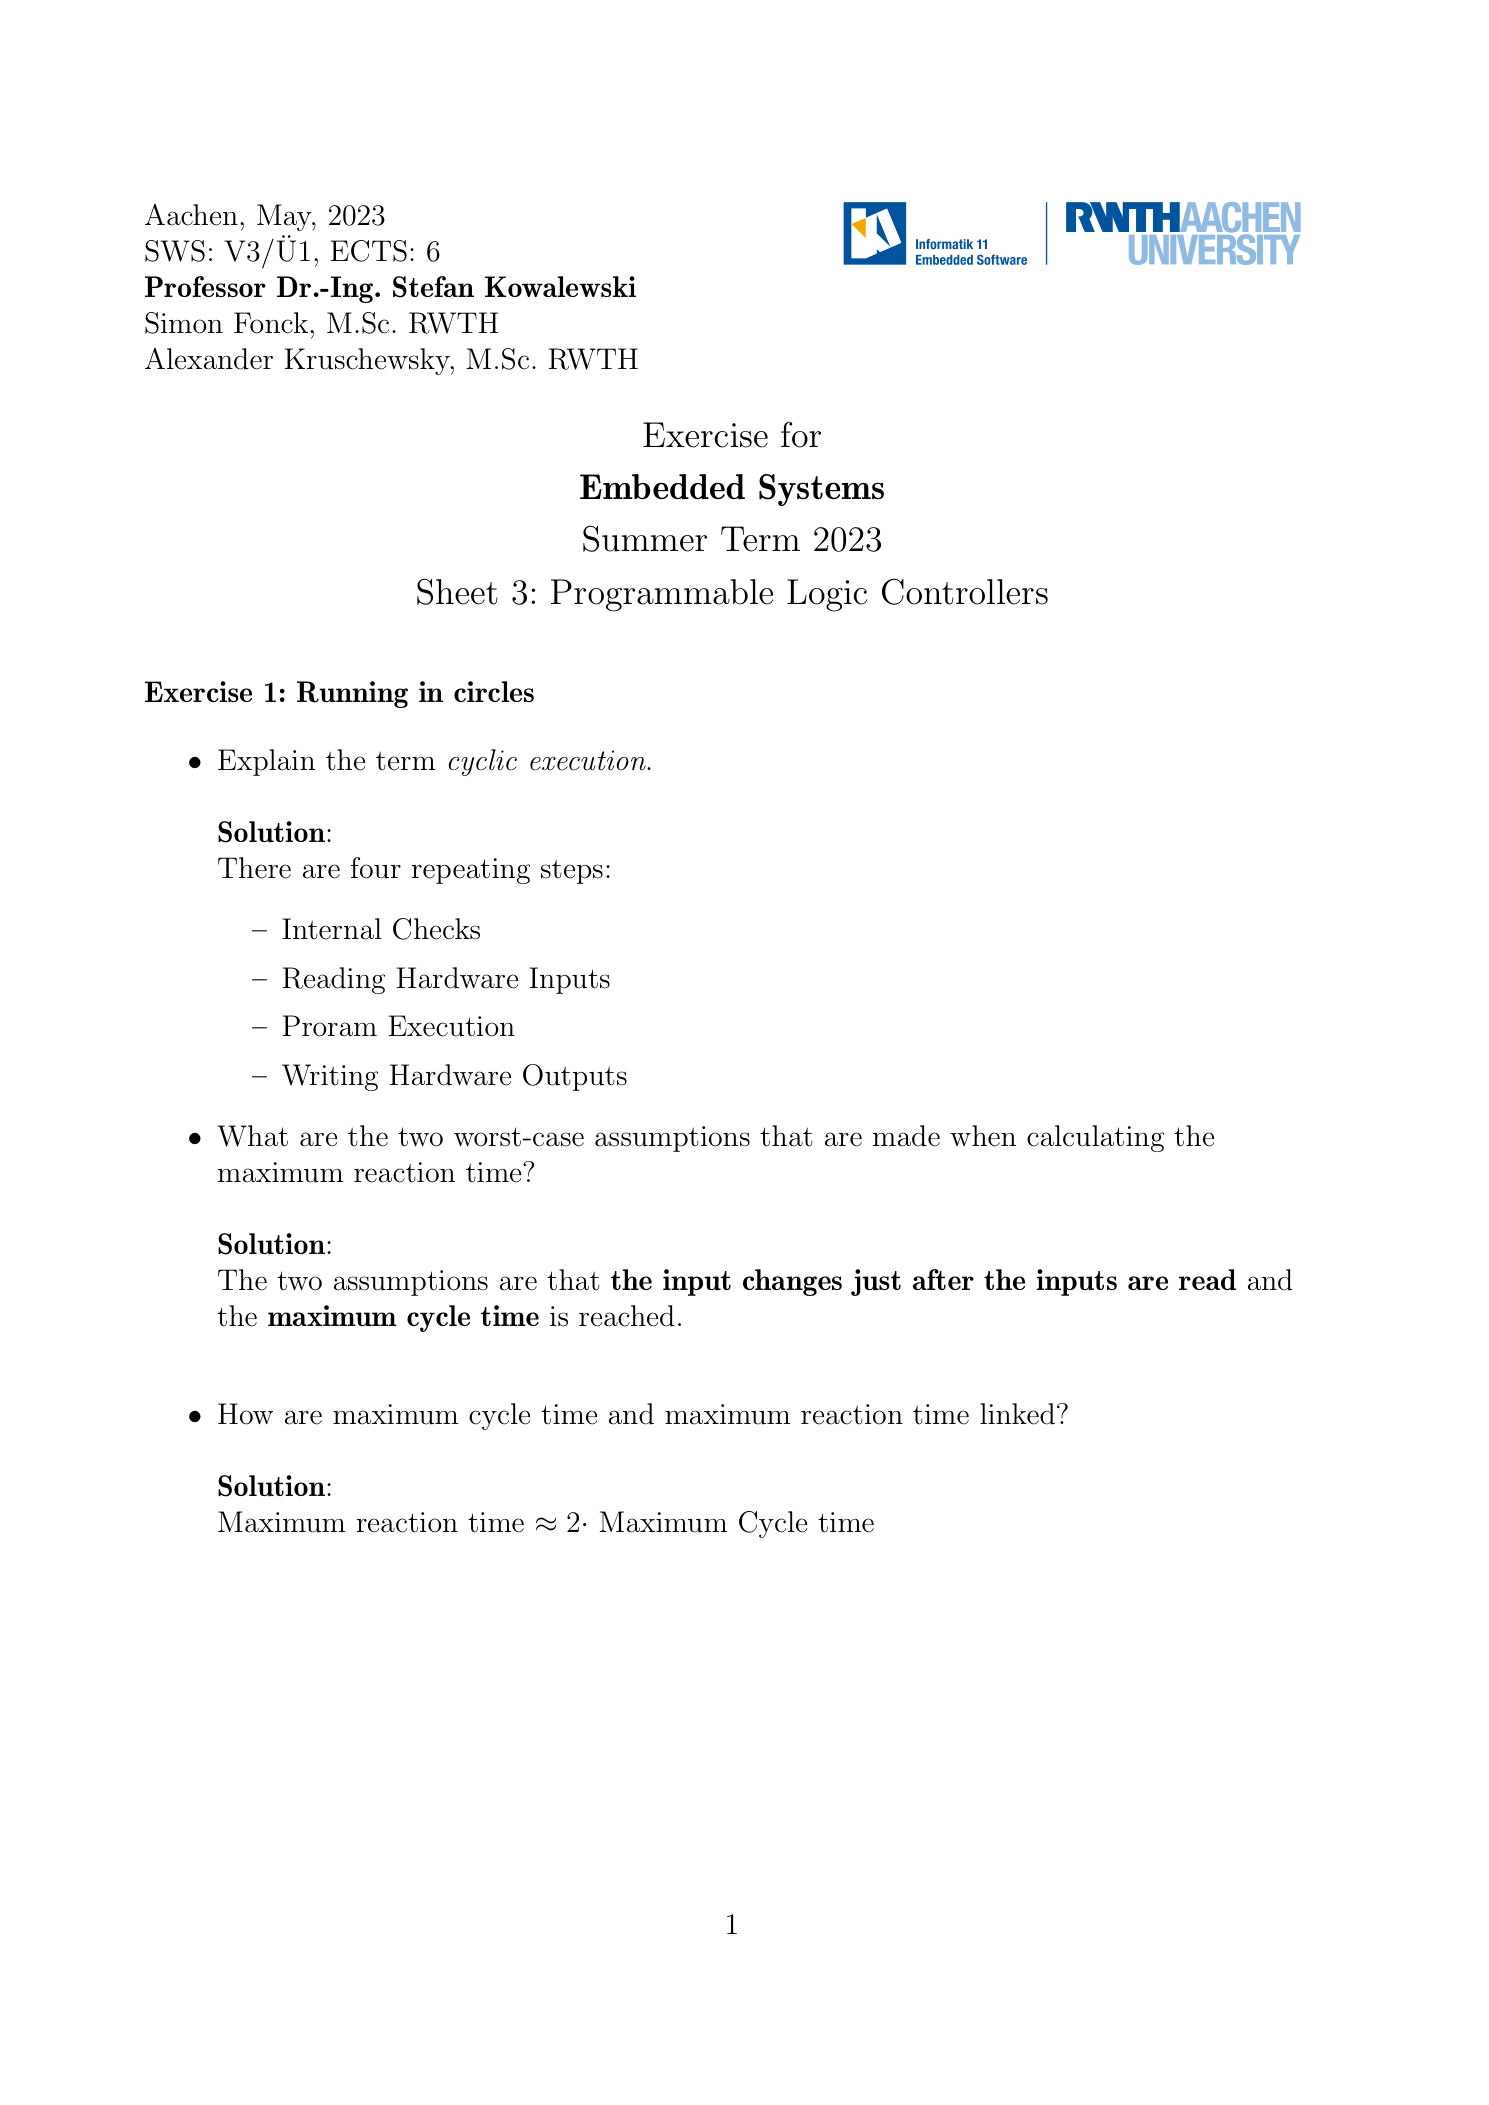 Aachen, May, 2023
SWS: V3/Ü1, ECTS: 6
Professor Dr.-Ing. Stefan Kowalewski
Simon Fonck, M.Sc. RWTH
Alexander Kruschewsky, M.Sc. RWTH
Informatik 11
Embedded Software
RWTHAACHEN
UNIVERSITY
Exercise for
Embedded Systems
Summer Term 2023
Sheet 3: Programmable Logic Controllers
Exercise 1: Running in circles
• Explain the term cyclic execution.
Solution:
There are four repeating steps:
– Internal Checks
– Reading Hardware Inputs
– Proram Execution
– Writing Hardware Outputs
• What are the two worst-case assumptions that are made when calculating the
maximum reaction time?
Solution:
The two assumptions are that the input changes just after the inputs are read and
the maximum cycle time is reached.
• How are maximum cycle time and maximum reaction time linked?
Solution:
Maximum reaction time ≈ 2· Maximum Cycle time
1